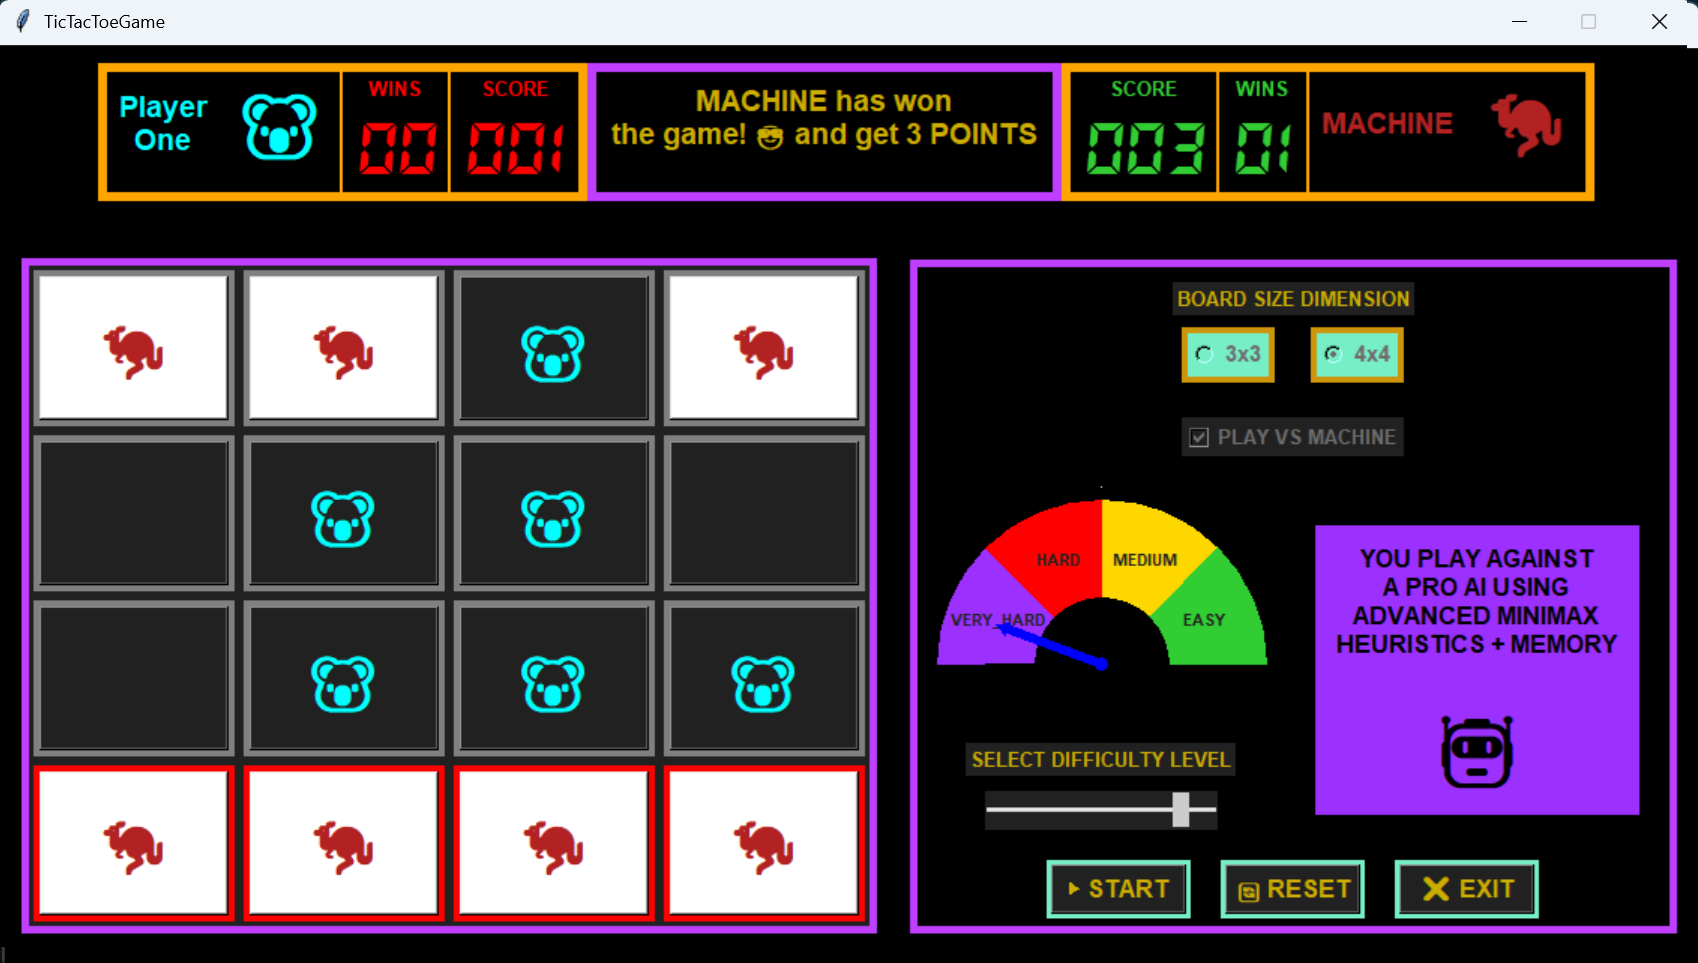 TicTacToeGame
Player
One
WINS
00
SCORE
001
MACHINE has won
the game! 😎 and get 3 POINTS
SCORE
003
WINS
01
MACHINE
BOARD SIZE DIMENSION
3x3
4x4
PLAY VS MACHINE
VERY_HARD
HARD
MEDIUM
EASY
YOU PLAY AGAINST
A PRO AI USING
ADVANCED MINIMAX
HEURISTICS + MEMORY
SELECT DIFFICULTY LEVEL
START
RESET
EXIT